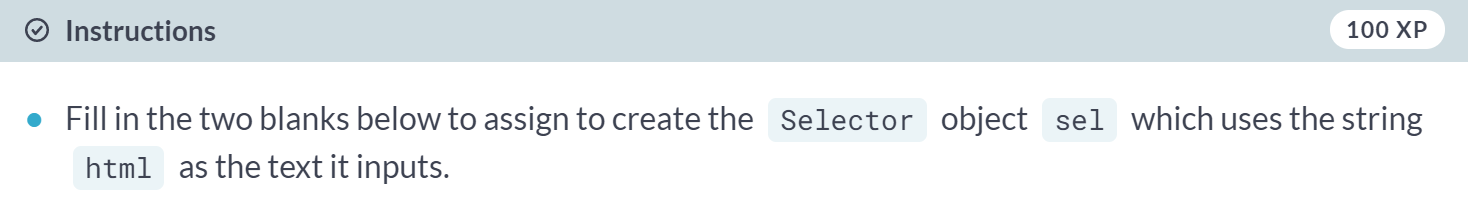 Instructions
100 XP
Fill in the two blanks below to assign to create the Selector object sel which uses the string
html as the text it inputs.